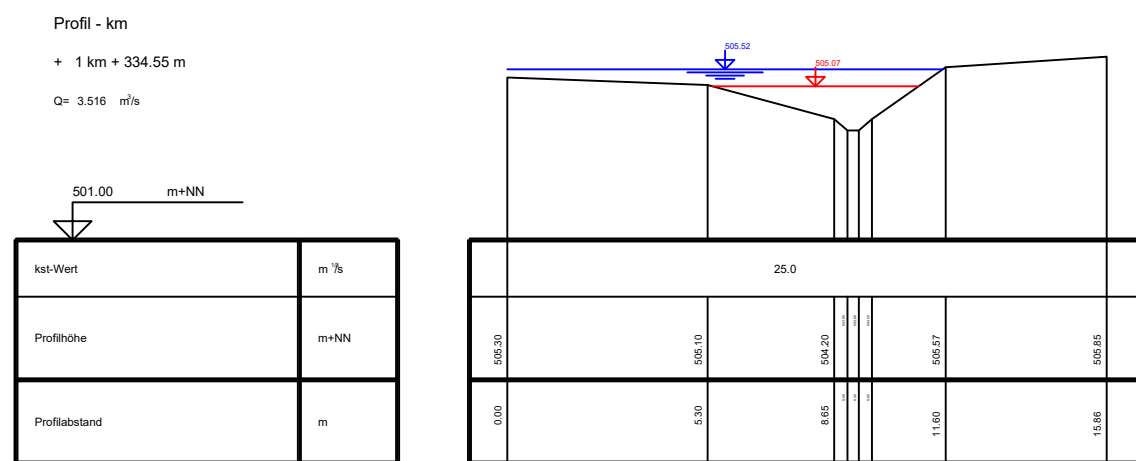 Profil - km
+ 1 km + 334.55 m
Q= 3.516 m³/s
505.52
505.07
501.00 m+NN
kst-Wert m ¹/³/s 25.0
Profilhöhe m+NN 505.30 505.10 504.20 505.57 505.85
Profilabstand m 0.00 5.30 8.65 11.60 15.86